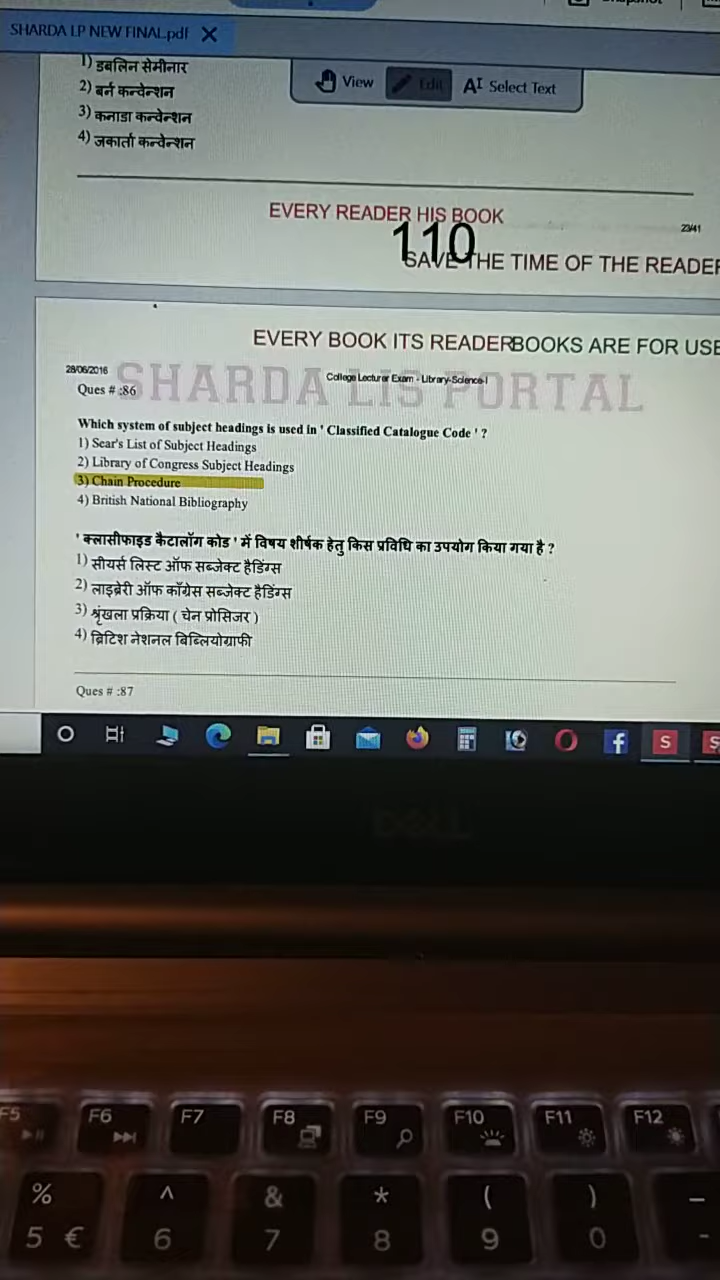 SHARDA LP NEW FINAL.pdf
1) डबलिन सेमीनार
View Edit Select Text
2) बर्न कन्वेन्शन
3) कनाडा कन्वेन्शन
4) जकार्ता कन्वेन्शन
EVERY READER HIS BOOK
23/41
110
SAVE THE TIME OF THE READER
EVERY BOOK ITS READER BOOKS ARE FOR USE
28/06/2016
College Lecturer Exam - Library-Science-I
SHARDA LIS PORTAL
Ques # :86
Which system of subject headings is used in ' Classified Catalogue Code ' ?
1) Sear's List of Subject Headings
2) Library of Congress Subject Headings
3) Chain Procedure
4) British National Bibliography
' क्लासीफाइड कैटालॉग कोड ' में विषय शीर्षक हेतु किस प्रविधि का उपयोग किया गया है ?
1) सीयर्स लिस्ट ऑफ सब्जेक्ट हैडिंग्स
2) लाइब्रेरी ऑफ काँग्रेस सब्जेक्ट हैडिंग्स
3) श्रृंखला प्रक्रिया ( चेन प्रोसिजर )
4) ब्रिटिश नेशनल बिब्लियोग्राफी
Ques # :87
S S
DELL
F5 F6 F7 F8 F9 F10 F11 F12
% ^ & * ( ) –
5 € 6 7 8 9 0 -